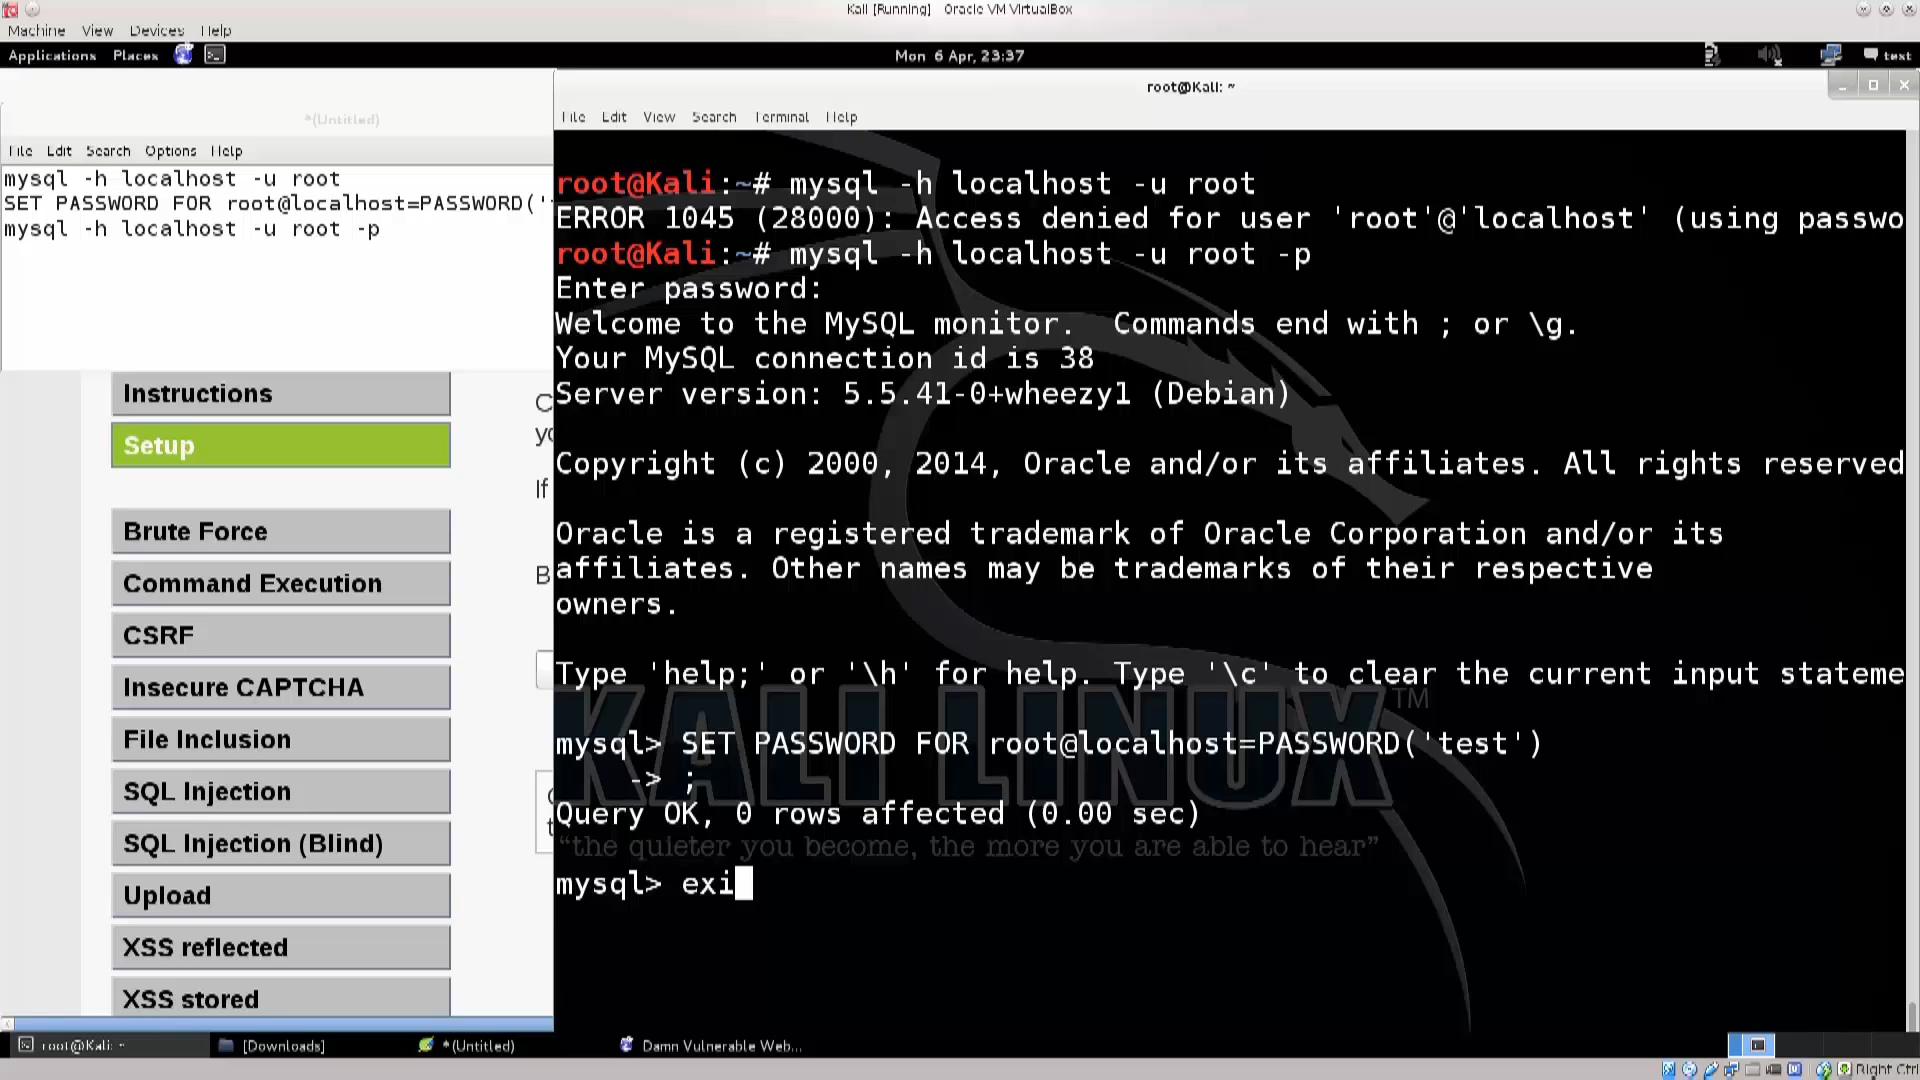 Kali [Running] Oracle VM VirtualBox
Machine View Devices Help
Applications Places
Mon 6 Apr, 23:37
test
*(Untitled)
File Edit Search Options Help
mysql -h localhost -u root
SET PASSWORD FOR root@localhost=PASSWORD('
mysql -h localhost -u root -p
Instructions
Setup
Brute Force
Command Execution
CSRF
Insecure CAPTCHA
File Inclusion
SQL Injection
SQL Injection (Blind)
Upload
XSS reflected
XSS stored
If
B
root@Kali: ~
File Edit View Search Terminal Help
root@Kali:~# mysql -h localhost -u root
ERROR 1045 (28000): Access denied for user 'root'@'localhost' (using passwo
root@Kali:~# mysql -h localhost -u root -p
Enter password:
Welcome to the MySQL monitor.  Commands end with ; or \g.
Your MySQL connection id is 38
Server version: 5.5.41-0+wheezy1 (Debian)
Copyright (c) 2000, 2014, Oracle and/or its affiliates. All rights reserved
Oracle is a registered trademark of Oracle Corporation and/or its
affiliates. Other names may be trademarks of their respective
owners.
Type 'help;' or '\h' for help. Type '\c' to clear the current input stateme
KALI LINUX™
mysql> SET PASSWORD FOR root@localhost=PASSWORD('test')
-> ;
Query OK, 0 rows affected (0.00 sec)
“the quieter you become, the more you are able to hear”
mysql> exi
root@Kali: ~
[Downloads]
*(Untitled)
Damn Vulnerable Web...
Right Ctrl